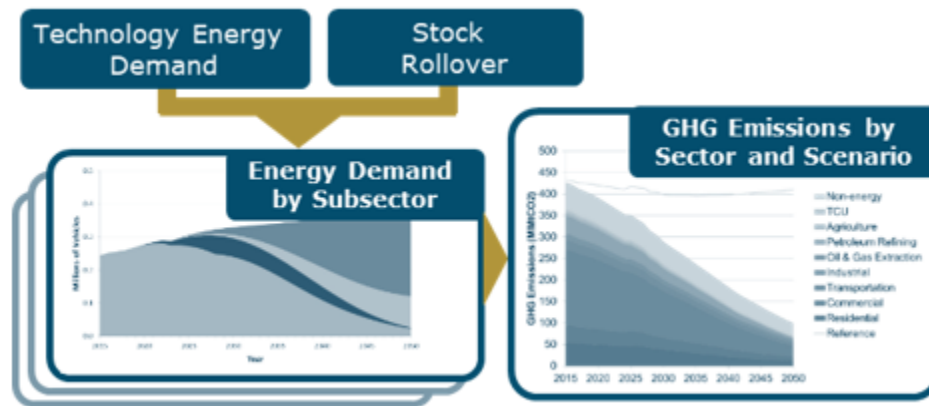 Technology Energy
Demand
Stock
Rollover
Energy Demand
by Subsector
Millions of Vehicles
2015
2050
Year
GHG Emissions by
Sector and Scenario
GHG Emissions (MMtCO2)
500
450
400
350
300
250
200
150
100
50
0
2015 2020 2025 2030 2035 2040 2045 2050
Non-energy
TCU
Agriculture
Petroleum Refining
Oil & Gas Extraction
Industrial
Transportation
Commercial
Residential
Reference